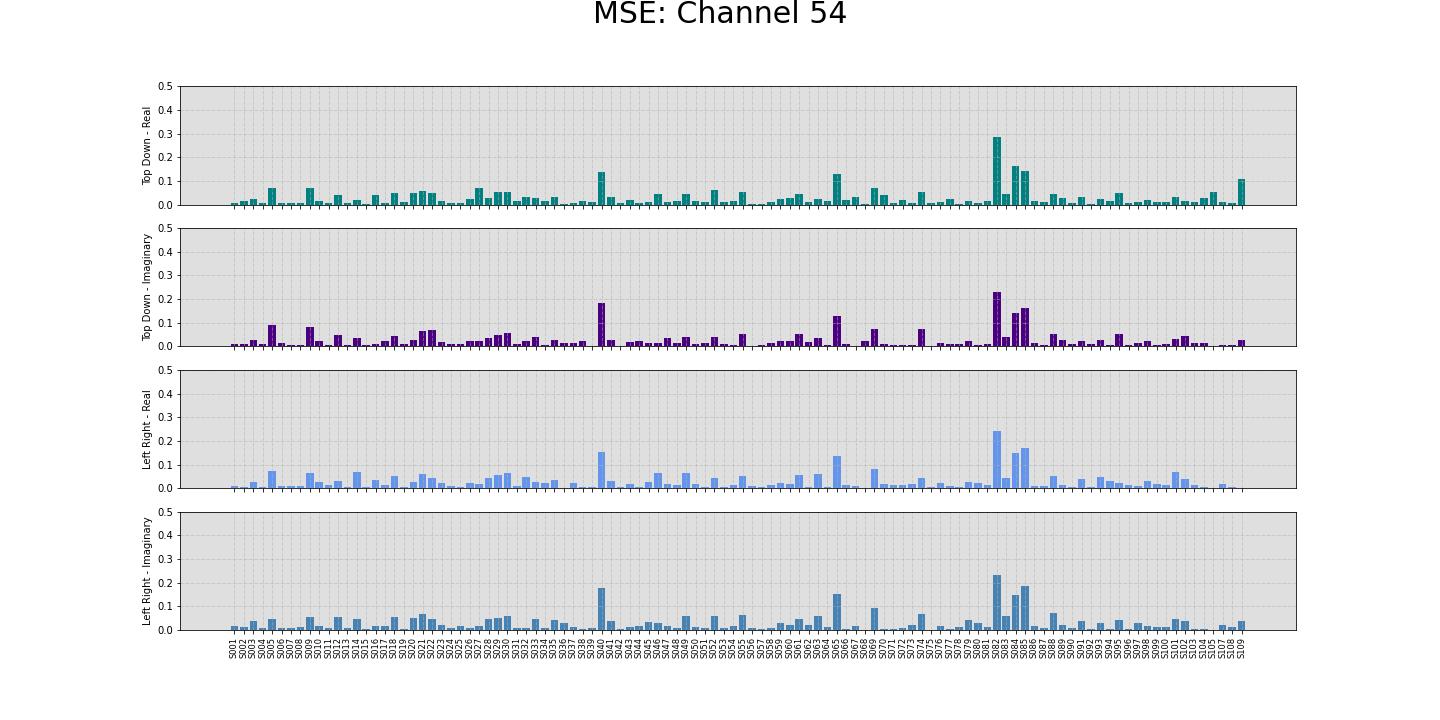 MSE: Channel 54
Top Down - Real
0.5
0.4
0.3
0.2
0.1
0.0
Top Down - Imaginary
0.5
0.4
0.3
0.2
0.1
0.0
Left Right - Real
0.5
0.4
0.3
0.2
0.1
0.0
Left Right - Imaginary
0.5
0.4
0.3
0.2
0.1
0.0
S001
S002
S003
S004
S005
S006
S007
S008
S009
S010
S011
S012
S013
S014
S015
S016
S017
S018
S019
S020
S021
S022
S023
S024
S025
S026
S027
S028
S029
S030
S031
S032
S033
S034
S035
S036
S037
S038
S039
S040
S041
S042
S043
S044
S045
S046
S047
S048
S049
S050
S051
S052
S053
S054
S055
S056
S057
S058
S059
S060
S061
S062
S063
S064
S065
S066
S067
S068
S069
S070
S071
S072
S073
S074
S075
S076
S077
S078
S079
S080
S081
S082
S083
S084
S085
S086
S087
S088
S089
S090
S091
S092
S093
S094
S095
S096
S097
S098
S099
S100
S101
S102
S103
S104
S105
S107
S108
S109